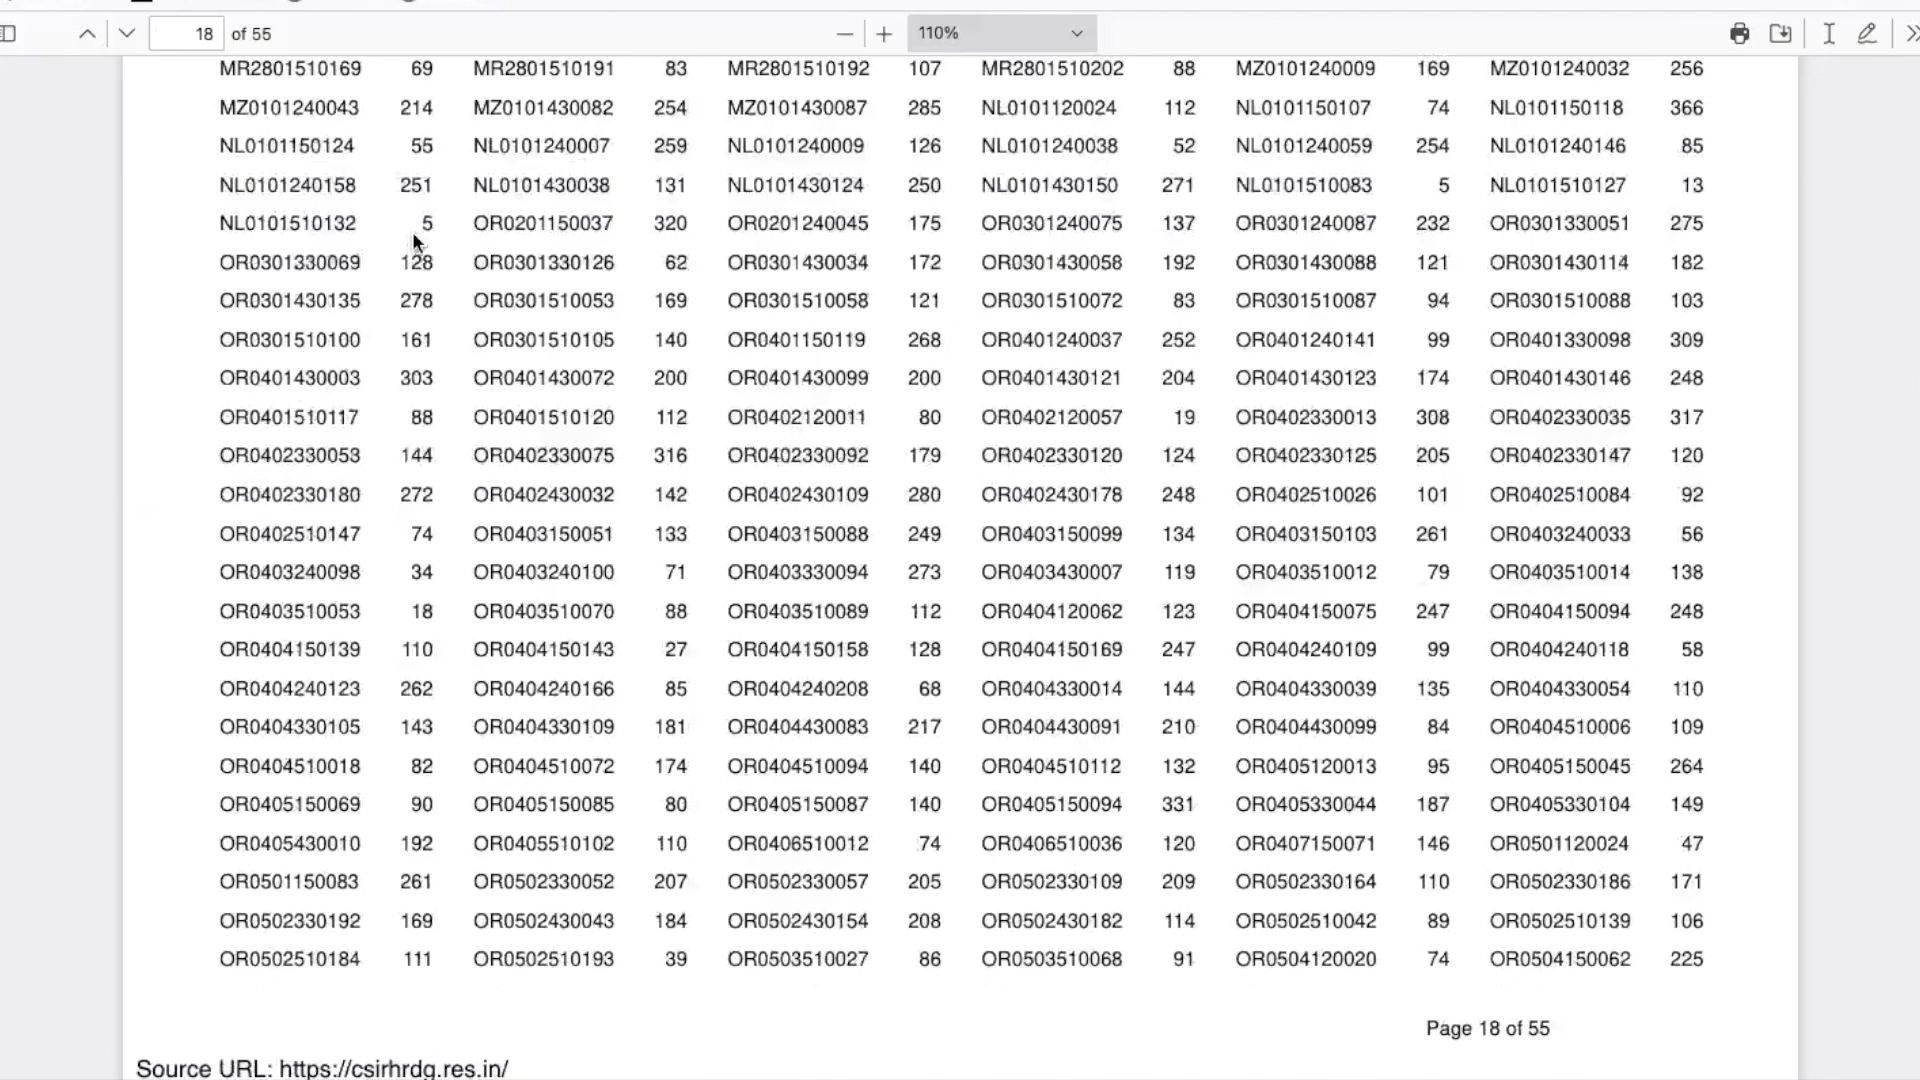 18 of 55 110%
MR2801510169 69 MR2801510191 83 MR2801510192 107 MR2801510202 88 MZ0101240009 169 MZ0101240032 256
MZ0101240043 214 MZ0101430082 254 MZ0101430087 285 NL0101120024 112 NL0101150107 74 NL0101150118 366
NL0101150124 55 NL0101240007 259 NL0101240009 126 NL0101240038 52 NL0101240059 254 NL0101240146 85
NL0101240158 251 NL0101430038 131 NL0101430124 250 NL0101430150 271 NL0101510083 5 NL0101510127 13
NL0101510132 5 OR0201150037 320 OR0201240045 175 OR0301240075 137 OR0301240087 232 OR0301330051 275
OR0301330069 128 OR0301330126 62 OR0301430034 172 OR0301430058 192 OR0301430088 121 OR0301430114 182
OR0301430135 278 OR0301510053 169 OR0301510058 121 OR0301510072 83 OR0301510087 94 OR0301510088 103
OR0301510100 161 OR0301510105 140 OR0401150119 268 OR0401240037 252 OR0401240141 99 OR0401330098 309
OR0401430003 303 OR0401430072 200 OR0401430099 200 OR0401430121 204 OR0401430123 174 OR0401430146 248
OR0401510117 88 OR0401510120 112 OR0402120011 80 OR0402120057 19 OR0402330013 308 OR0402330035 317
OR0402330053 144 OR0402330075 316 OR0402330092 179 OR0402330120 124 OR0402330125 205 OR0402330147 120
OR0402330180 272 OR0402430032 142 OR0402430109 280 OR0402430178 248 OR0402510026 101 OR0402510084 92
OR0402510147 74 OR0403150051 133 OR0403150088 249 OR0403150099 134 OR0403150103 261 OR0403240033 56
OR0403240098 34 OR0403240100 71 OR0403330094 273 OR0403430007 119 OR0403510012 79 OR0403510014 138
OR0403510053 18 OR0403510070 88 OR0403510089 112 OR0404120062 123 OR0404150075 247 OR0404150094 248
OR0404150139 110 OR0404150143 27 OR0404150158 128 OR0404150169 247 OR0404240109 99 OR0404240118 58
OR0404240123 262 OR0404240166 85 OR0404240208 68 OR0404330014 144 OR0404330039 135 OR0404330054 110
OR0404330105 143 OR0404330109 181 OR0404430083 217 OR0404430091 210 OR0404430099 84 OR0404510006 109
OR0404510018 82 OR0404510072 174 OR0404510094 140 OR0404510112 132 OR0405120013 95 OR0405150045 264
OR0405150069 90 OR0405150085 80 OR0405150087 140 OR0405150094 331 OR0405330044 187 OR0405330104 149
OR0405430010 192 OR0405510102 110 OR0406510012 74 OR0406510036 120 OR0407150071 146 OR0501120024 47
OR0501150083 261 OR0502330052 207 OR0502330057 205 OR0502330109 209 OR0502330164 110 OR0502330186 171
OR0502330192 169 OR0502430043 184 OR0502430154 208 OR0502430182 114 OR0502510042 89 OR0502510139 106
OR0502510184 111 OR0502510193 39 OR0503510027 86 OR0503510068 91 OR0504120020 74 OR0504150062 225
Page 18 of 55
Source URL: https://csirhrdg.res.in/